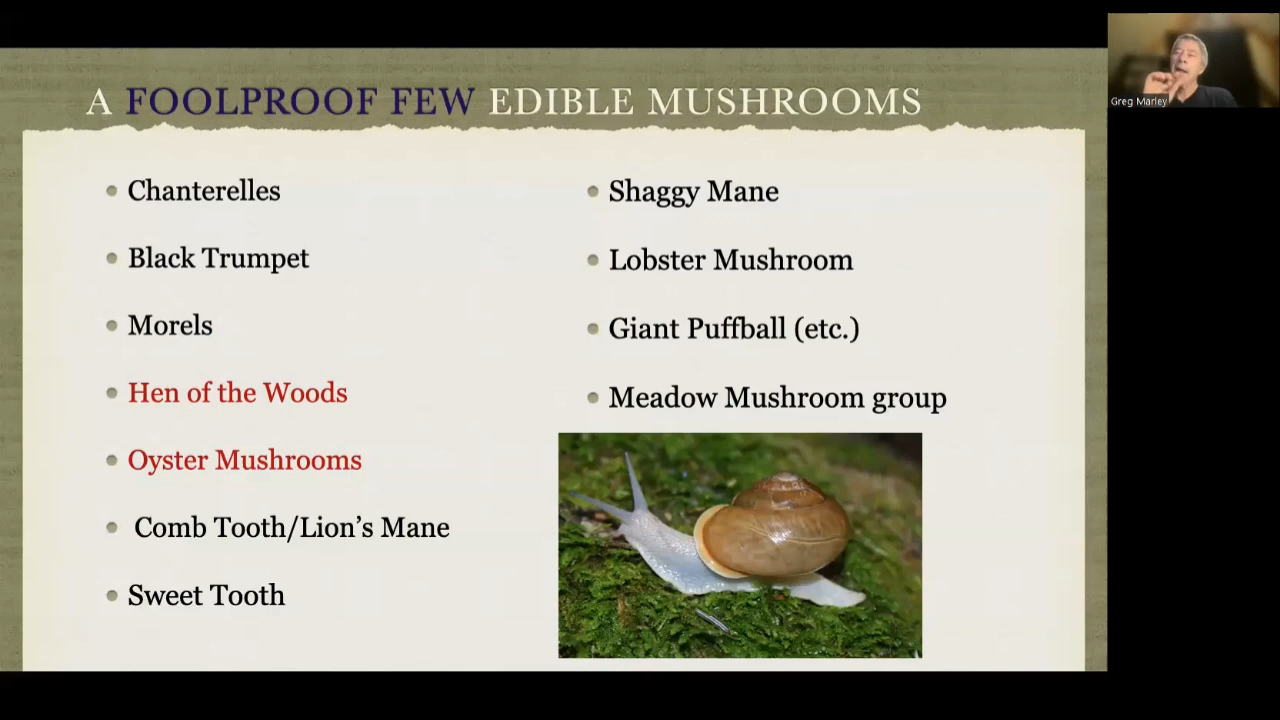 A FOOLPROOF FEW EDIBLE MUSHROOMS
Chanterelles
Black Trumpet
Morels
Hen of the Woods
Oyster Mushrooms
Comb Tooth/Lion’s Mane
Sweet Tooth
Shaggy Mane
Lobster Mushroom
Giant Puffball (etc.)
Meadow Mushroom group
Greg Marley